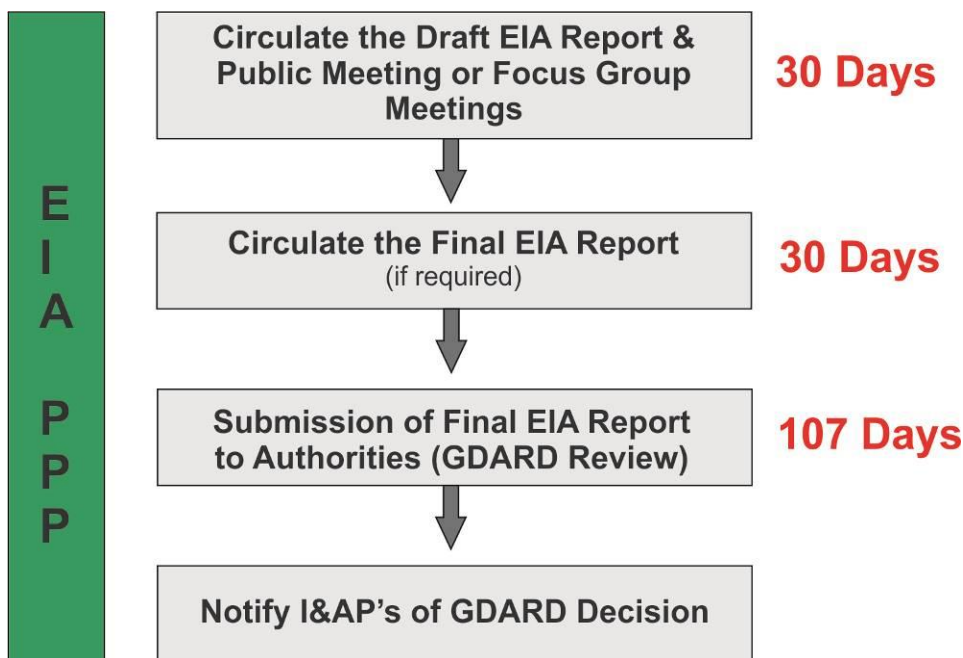 EIA PPP
Circulate the Draft EIA Report &
Public Meeting or Focus Group
Meetings
30 Days
Circulate the Final EIA Report
(if required)
30 Days
Submission of Final EIA Report
to Authorities (GDARD Review)
107 Days
Notify I&AP's of GDARD Decision